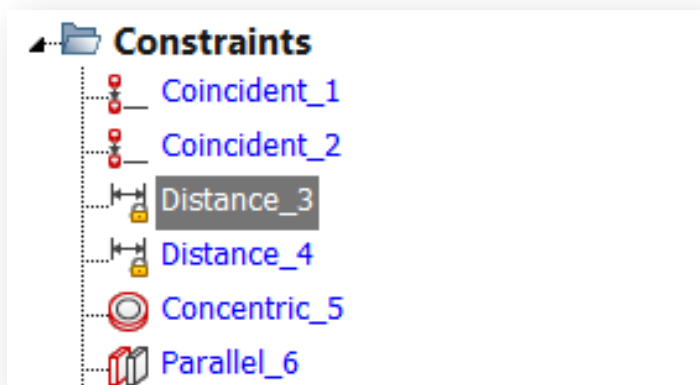 Constraints
Coincident_1
Coincident_2
Distance_3
Distance_4
Concentric_5
Parallel_6